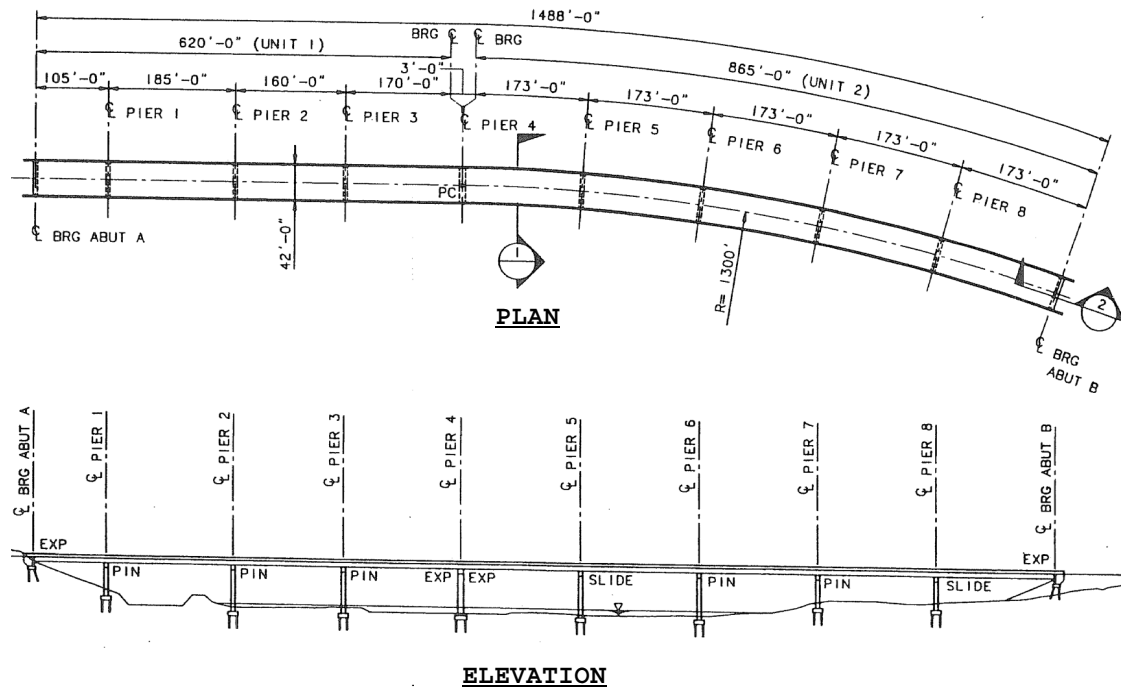 1488'-0"
620'-0" (UNIT 1)
BRG ℄ ℄ BRG
865'-0" (UNIT 2)
3'-0"
105'-0" 185'-0" 160'-0" 170'-0" 173'-0" 173'-0" 173'-0" 173'-0" 173'-0"
℄ PIER 1
℄ PIER 2
℄ PIER 3
℄ PIER 4
℄ PIER 5
℄ PIER 6
℄ PIER 7
℄ PIER 8
PC
℄ BRG ABUT A
42'-0"
1
R= 1300'
2
℄ BRG
ABUT B
PLAN
℄ BRG ABUT A
℄ PIER 1
℄ PIER 2
℄ PIER 3
℄ PIER 4
℄ PIER 5
℄ PIER 6
℄ PIER 7
℄ PIER 8
℄ BRG ABUT B
EXP
PIN
PIN
PIN
EXP EXP
SLIDE
PIN
PIN
SLIDE
EXP
ELEVATION